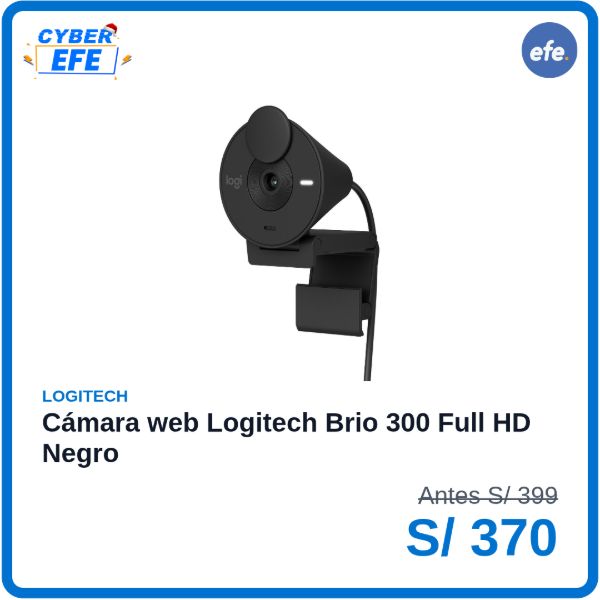 CYBER
EFE
efe.
logi
LOGITECH
Cámara web Logitech Brio 300 Full HD
Negro
Antes S/ 399
S/ 370